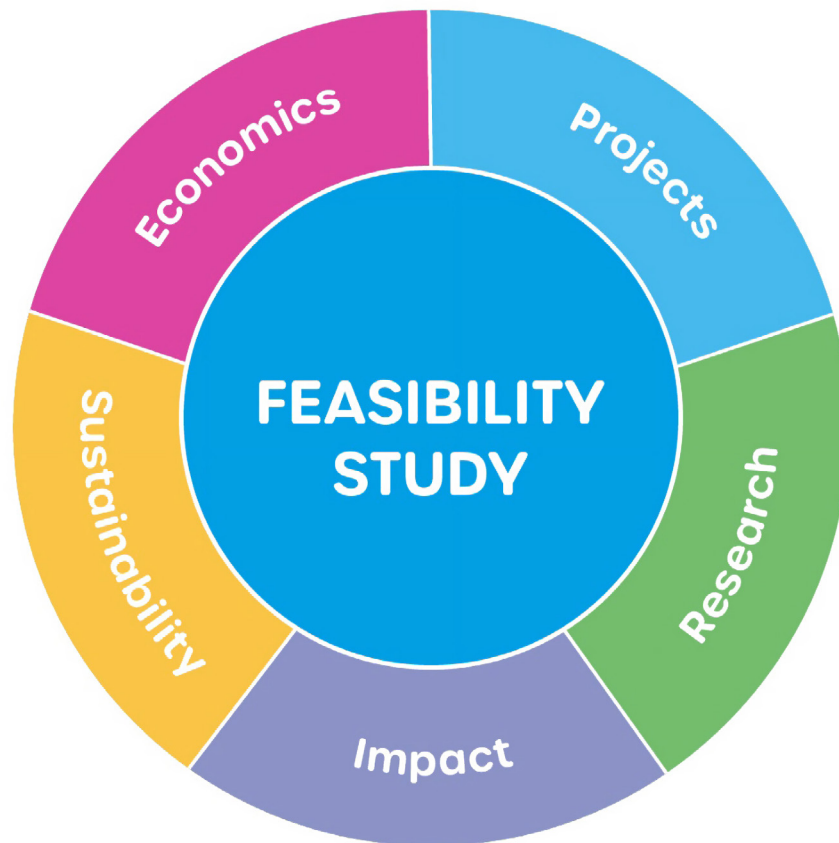 Economics
Projects
FEASIBILITY
STUDY
Sustainability
Research
Impact